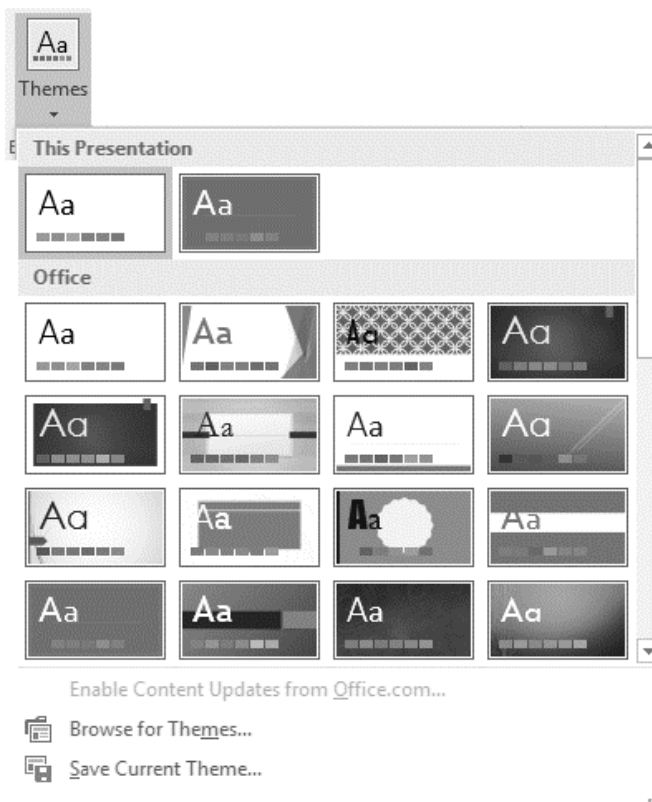 Aa
Themes
This Presentation
Aa Aa
Office
Aa Aa Aa Aa
Aa Aa Aa Aa
Aa Aa Aa Aa
Aa Aa Aa Aa
Enable Content Updates from Office.com...
Browse for Themes...
Save Current Theme...